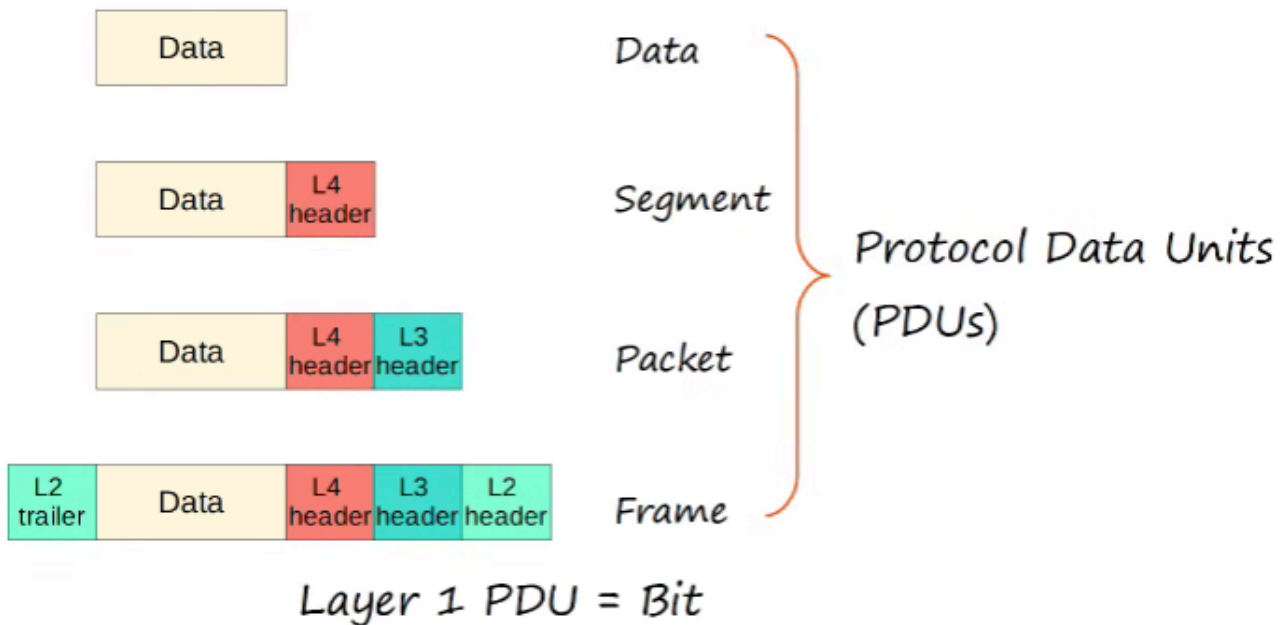 Data
Data
Data
L4
header
Segment
Data
L4
header
L3
header
Packet
L2
trailer
Data
L4
header
L3
header
L2
header
Frame
Protocol Data Units
(PDUs)
Layer 1 PDU = Bit